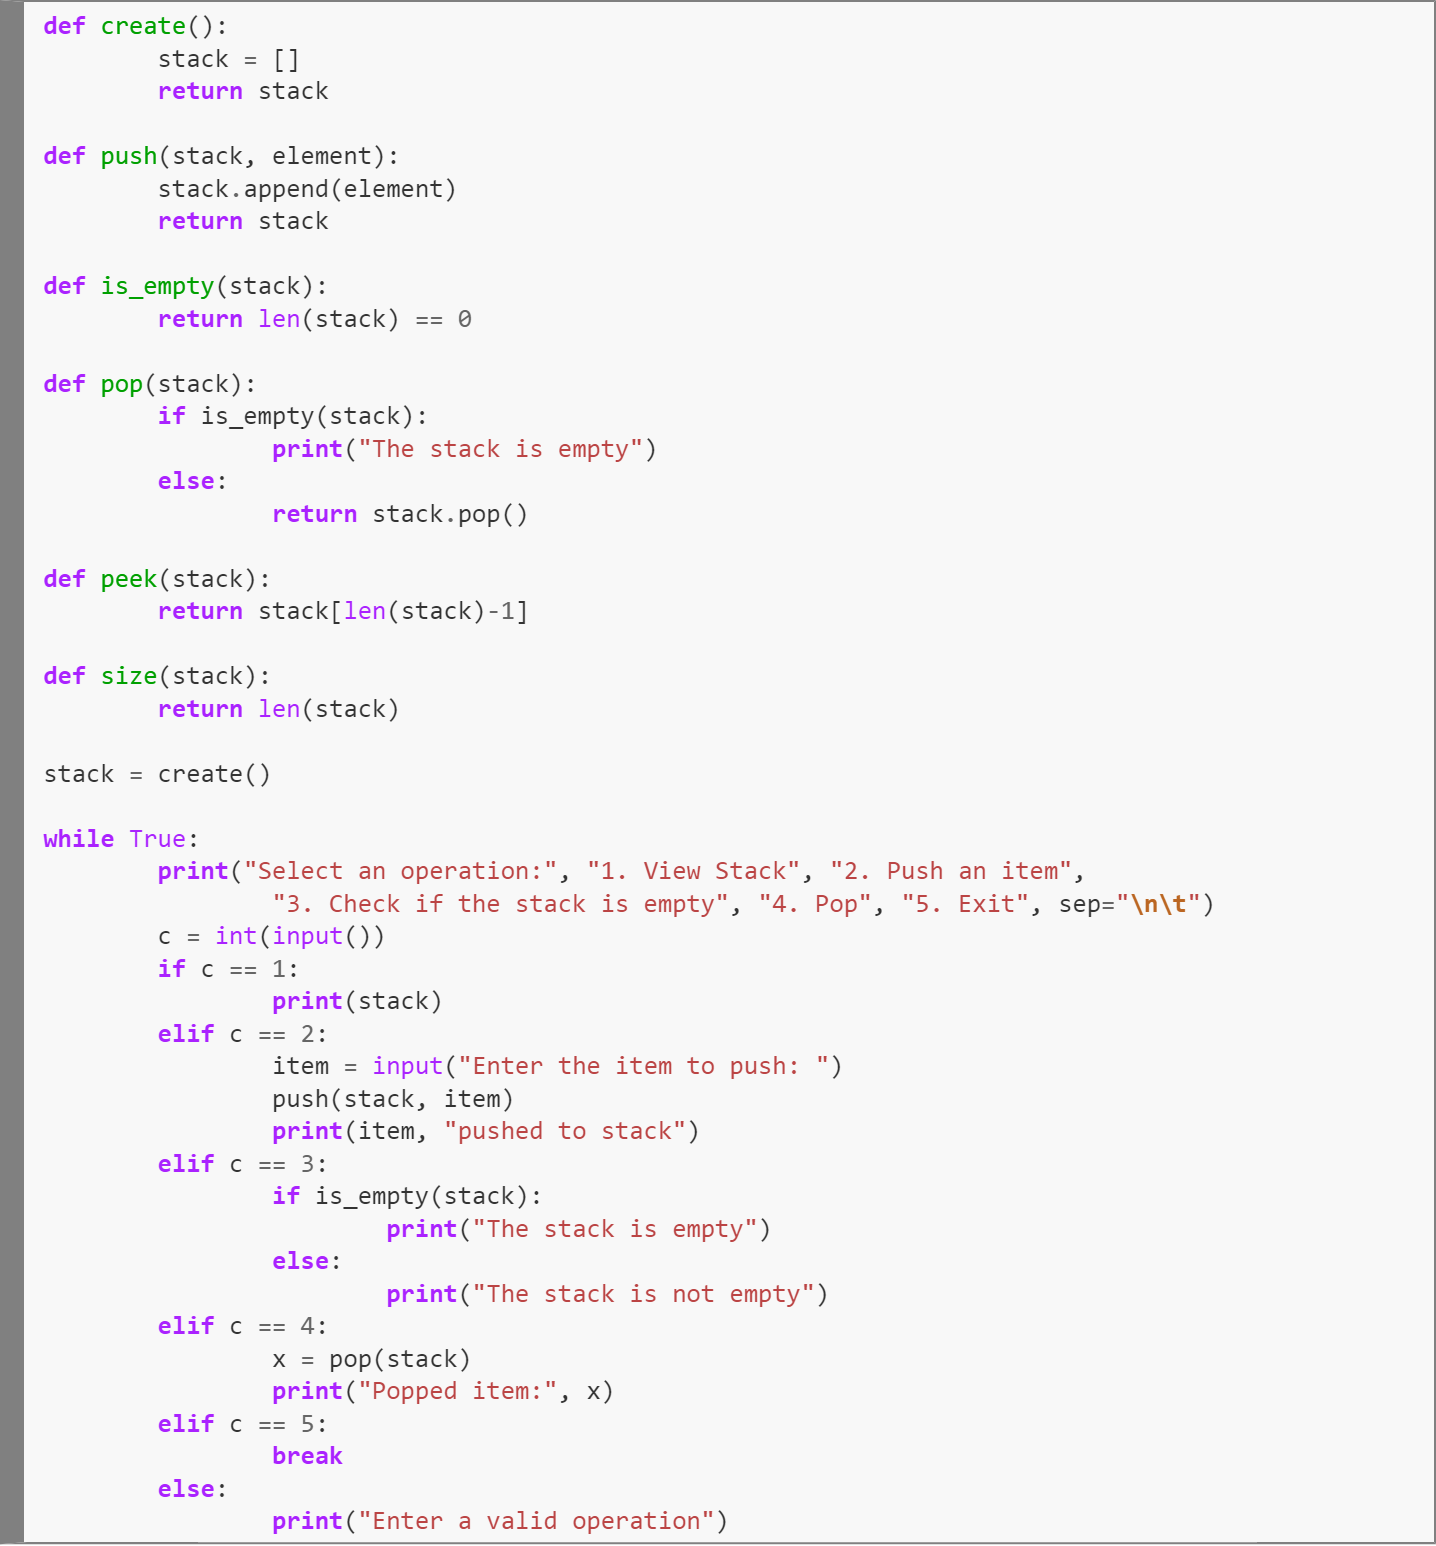 def create():
        stack = []
        return stack

def push(stack, element):
        stack.append(element)
        return stack

def is_empty(stack):
        return len(stack) == 0

def pop(stack):
        if is_empty(stack):
                print("The stack is empty")
        else:
                return stack.pop()

def peek(stack):
        return stack[len(stack)-1]

def size(stack):
        return len(stack)

stack = create()

while True:
        print("Select an operation:", "1. View Stack", "2. Push an item",
                "3. Check if the stack is empty", "4. Pop", "5. Exit", sep="\n\t")
        c = int(input())
        if c == 1:
                print(stack)
        elif c == 2:
                item = input("Enter the item to push: ")
                push(stack, item)
                print(item, "pushed to stack")
        elif c == 3:
                if is_empty(stack):
                        print("The stack is empty")
                else:
                        print("The stack is not empty")
        elif c == 4:
                x = pop(stack)
                print("Popped item:", x)
        elif c == 5:
                break
        else:
                print("Enter a valid operation")